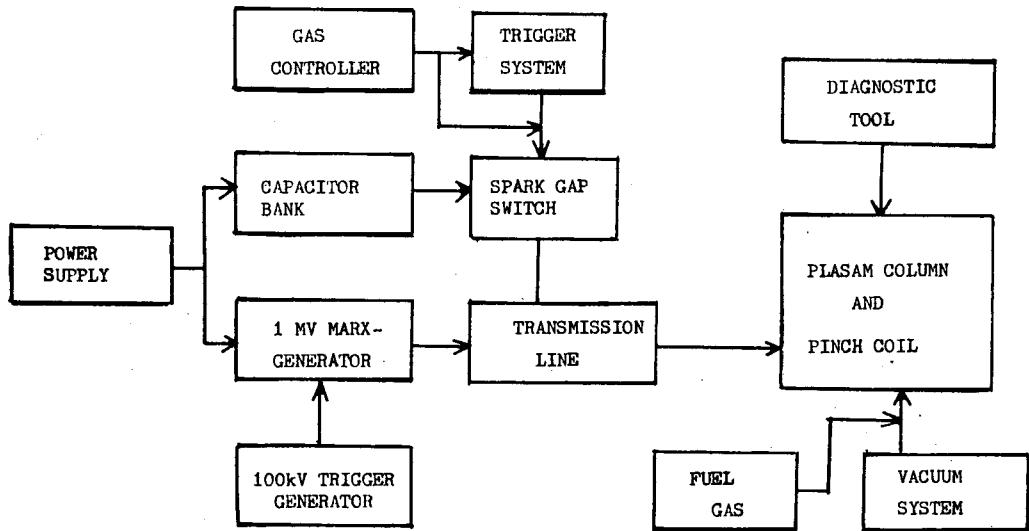 GAS
CONTROLLER
TRIGGER
SYSTEM
DIAGNOSTIC
TOOL
CAPACITOR
BANK
SPARK GAP
SWITCH
POWER
SUPPLY
PLASAM COLUMN
AND
PINCH COIL
1 MV MARX-
GENERATOR
TRANSMISSION
LINE
100kV TRIGGER
GENERATOR
FUEL
GAS
VACUUM
SYSTEM